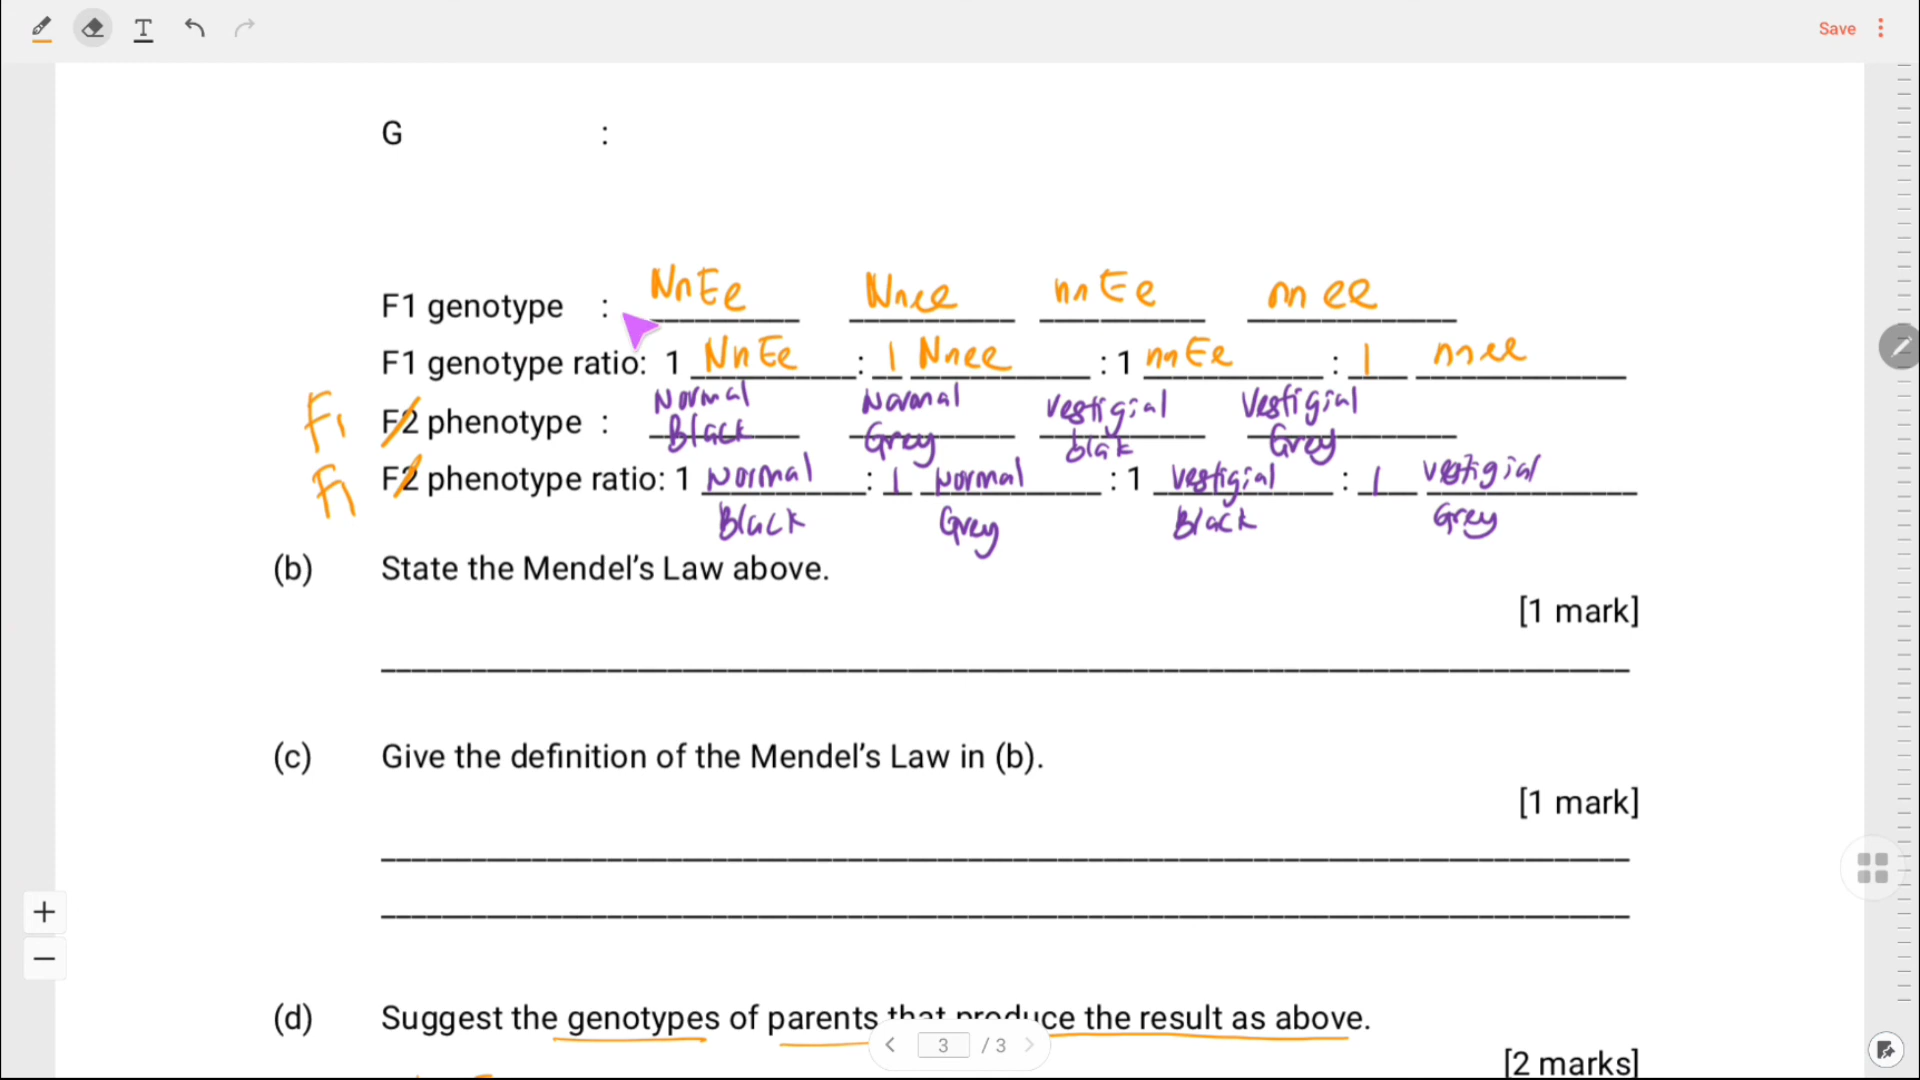 T Save
G :
F1 genotype : NnEe Nnee nnEe nnee
F1 genotype ratio: 1 NnEe : 1 Nnee : 1 nnEe : 1 nnee
F1 F2 phenotype : Normal Black Normal Grey Vestigial blak Vestigial Grey
F1 F2 phenotype ratio: 1 Normal Black : 1 Normal Grey : 1 vestigial Black : 1 vestigial Grey
(b) State the Mendel's Law above.
[1 mark]
(c) Give the definition of the Mendel's Law in (b).
[1 mark]
(d) Suggest the genotypes of parents that produce the result as above.
3 / 3
[2 marks]